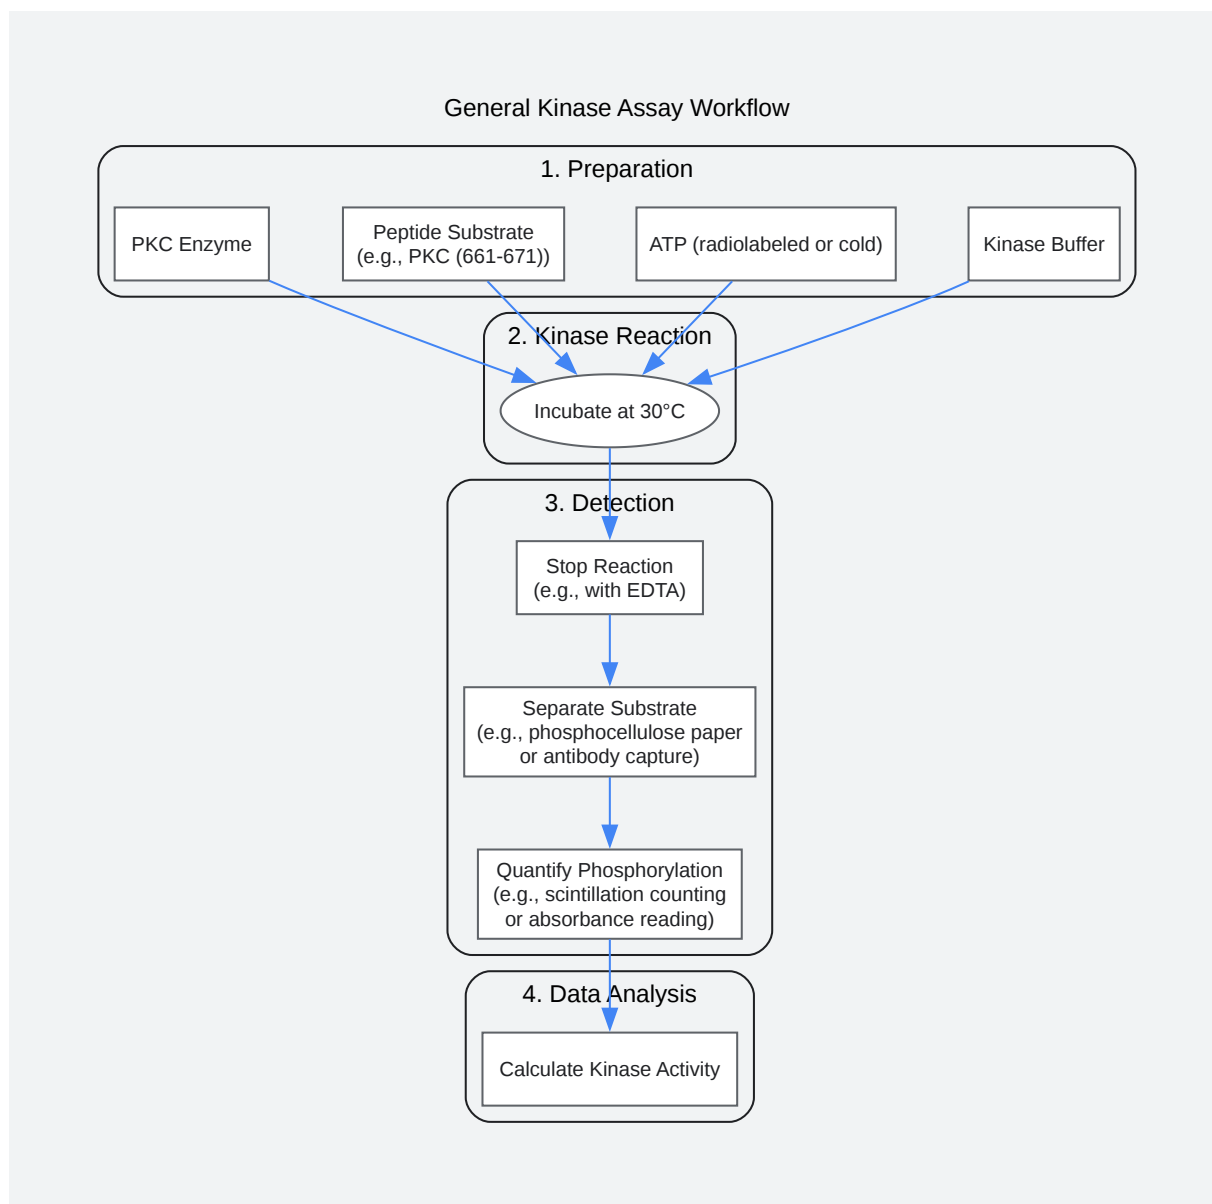 General Kinase Assay Workflow
1. Preparation
PKC Enzyme
Peptide Substrate
(e.g., PKC (661-671))
ATP (radiolabeled or cold)
Kinase Buffer
2. Kinase Reaction
Incubate at 30°C
3. Detection
Stop Reaction
(e.g., with EDTA)
Separate Substrate
(e.g., phosphocellulose paper
or antibody capture)
Quantify Phosphorylation
(e.g., scintillation counting
or absorbance reading)
4. Data Analysis
Calculate Kinase Activity